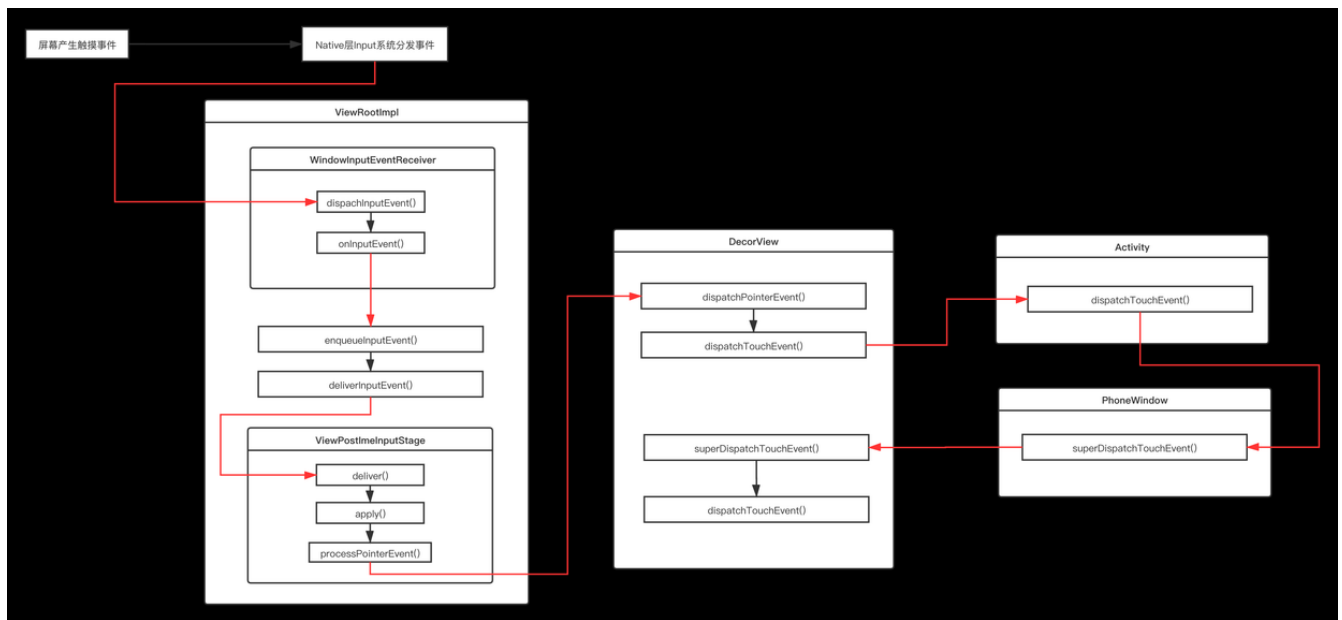 屏幕产生触摸事件
Native层Input系统分发事件
ViewRootImpl
WindowInputEventReceiver
dispachInputEvent()
onInputEvent()
enqueueInputEvent()
deliverInputEvent()
ViewPostImeInputStage
deliver()
apply()
processPointerEvent()
DecorView
dispatchPointerEvent()
dispatchTouchEvent()
superDispatchTouchEvent()
dispatchTouchEvent()
Activity
dispatchTouchEvent()
PhoneWindow
superDispatchTouchEvent()